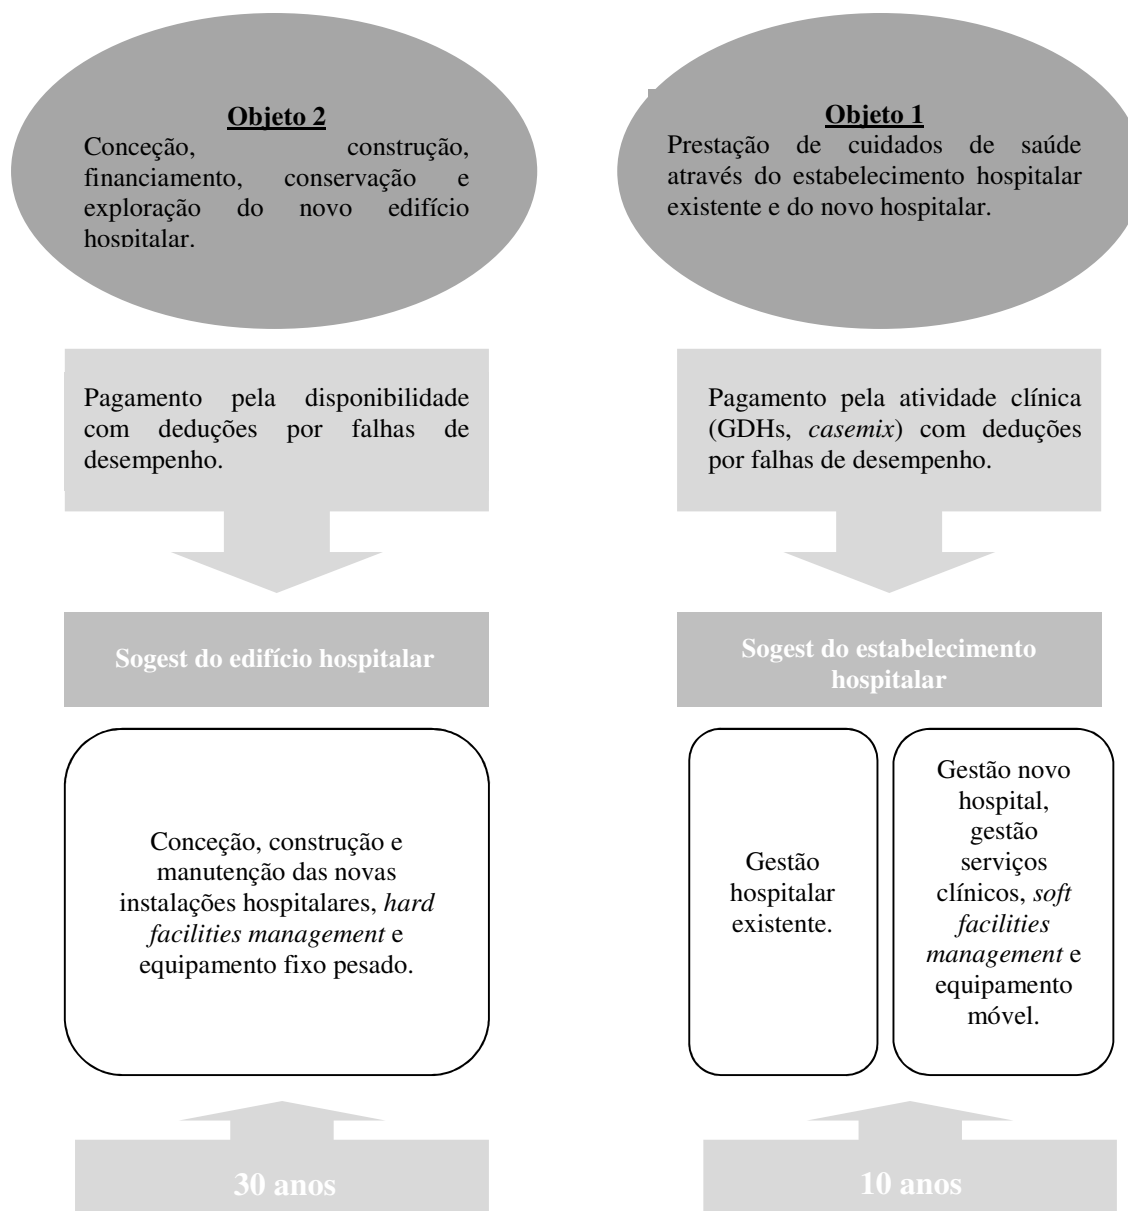 Objeto 2
Conceção, construção,
financiamento, conservação e
exploração do novo edifício
hospitalar.
Pagamento pela disponibilidade
com deduções por falhas de
desempenho.
Sogest do edifício hospitalar
Conceção, construção e
manutenção das novas
instalações hospitalares, hard
facilities management e
equipamento fixo pesado.
30 anos
Objeto 1
Prestação de cuidados de saúde
através do estabelecimento hospitalar
existente e do novo hospitalar.
Pagamento pela atividade clínica
(GDHs, casemix) com deduções
por falhas de desempenho.
Sogest do estabelecimento
hospitalar
Gestão
hospitalar
existente.
Gestão novo
hospital,
gestão
serviços
clínicos, soft
facilities
management e
equipamento
móvel.
10 anos